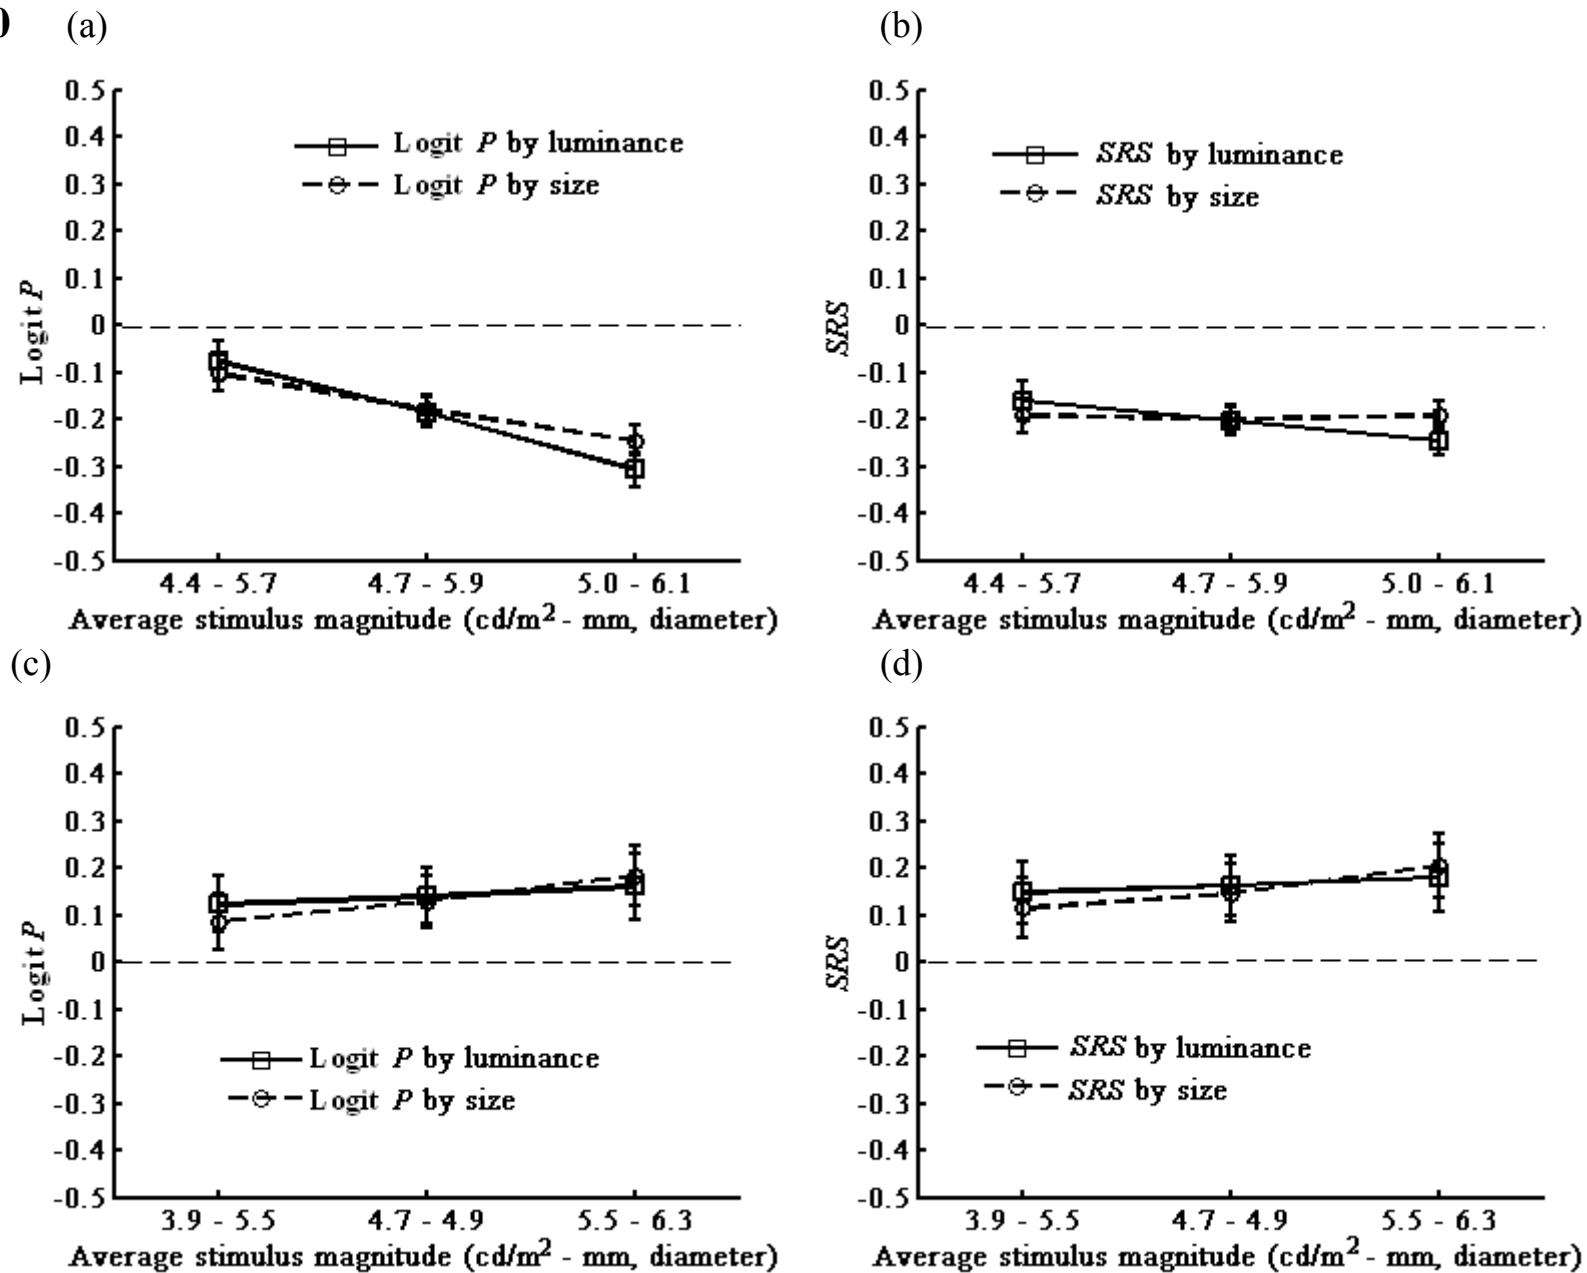 (a)
0.5
0.4
0.3
0.2
0.1
0
-0.1
-0.2
-0.3
-0.4
-0.5
Logit P
Logit P by luminance
Logit P by size
4.4 - 5.7 4.7 - 5.9 5.0 - 6.1
Average stimulus magnitude (cd/m² - mm, diameter)
(b)
0.5
0.4
0.3
0.2
0.1
0
-0.1
-0.2
-0.3
-0.4
-0.5
SRS
SRS by luminance
SRS by size
4.4 - 5.7 4.7 - 5.9 5.0 - 6.1
Average stimulus magnitude (cd/m² - mm, diameter)
(c)
0.5
0.4
0.3
0.2
0.1
0
-0.1
-0.2
-0.3
-0.4
-0.5
Logit P
Logit P by luminance
Logit P by size
3.9 - 5.5 4.7 - 4.9 5.5 - 6.3
Average stimulus magnitude (cd/m² - mm, diameter)
(d)
0.5
0.4
0.3
0.2
0.1
0
-0.1
-0.2
-0.3
-0.4
-0.5
SRS
SRS by luminance
SRS by size
3.9 - 5.5 4.7 - 4.9 5.5 - 6.3
Average stimulus magnitude (cd/m² - mm, diameter)